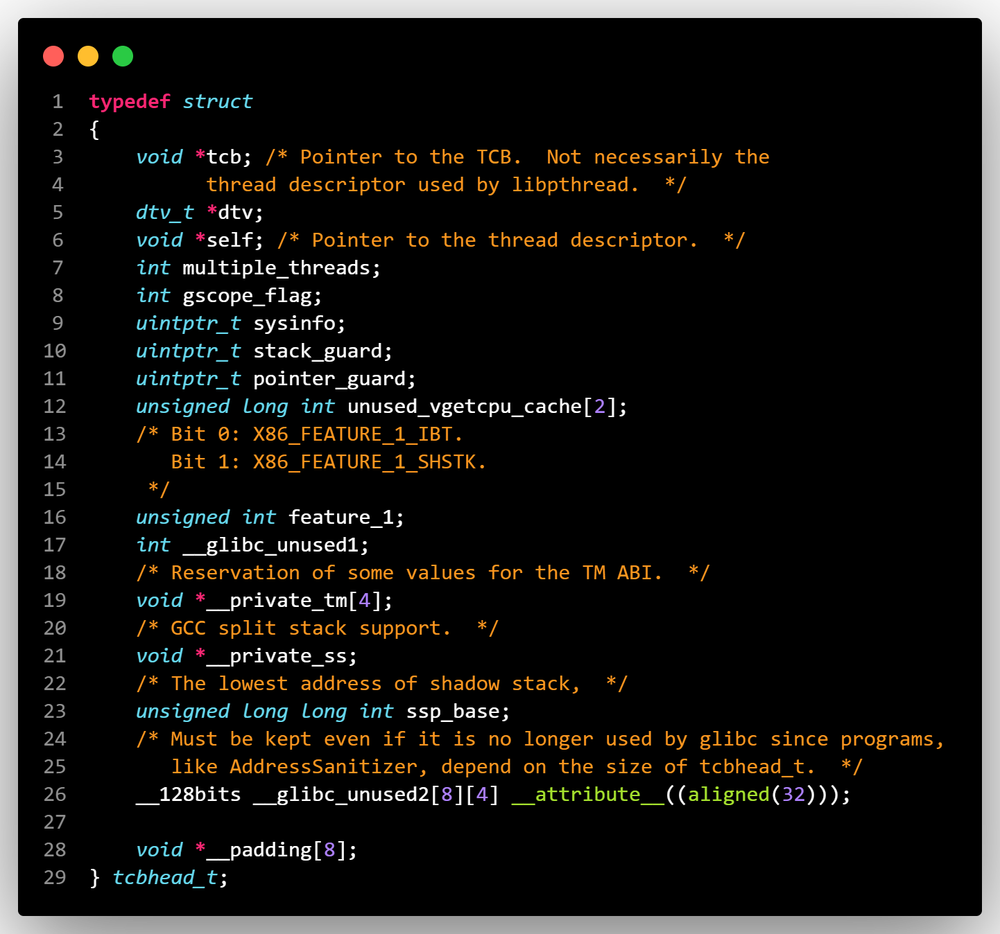 1 typedef struct
2 {
3     void *tcb; /* Pointer to the TCB.  Not necessarily the
4           thread descriptor used by libpthread.  */
5     dtv_t *dtv;
6     void *self; /* Pointer to the thread descriptor.  */
7     int multiple_threads;
8     int gscope_flag;
9     uintptr_t sysinfo;
10     uintptr_t stack_guard;
11     uintptr_t pointer_guard;
12     unsigned long int unused_vgetcpu_cache[2];
13     /* Bit 0: X86_FEATURE_1_IBT.
14        Bit 1: X86_FEATURE_1_SHSTK.
15      */
16     unsigned int feature_1;
17     int __glibc_unused1;
18     /* Reservation of some values for the TM ABI.  */
19     void *__private_tm[4];
20     /* GCC split stack support.  */
21     void *__private_ss;
22     /* The lowest address of shadow stack,  */
23     unsigned long long int ssp_base;
24     /* Must be kept even if it is no longer used by glibc since programs,
25        like AddressSanitizer, depend on the size of tcbhead_t.  */
26     __128bits __glibc_unused2[8][4] __attribute__((aligned(32)));
27
28     void *__padding[8];
29 } tcbhead_t;